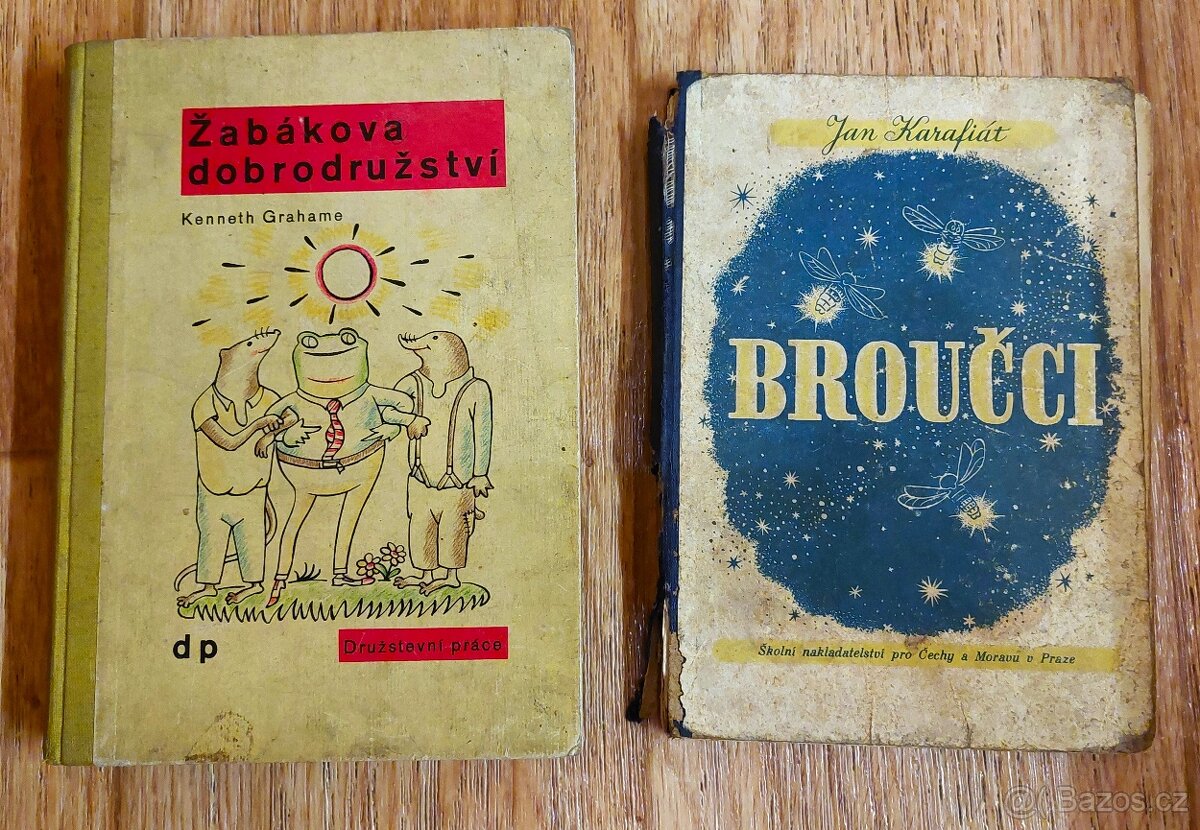 Žabákova
dobrodružství
Kenneth Grahame
dp
Družstevní práce
Jan Karafiát
BROUČCI
Školní nakladatelství pro Čechy a Moravu v Praze
Bazos.cz